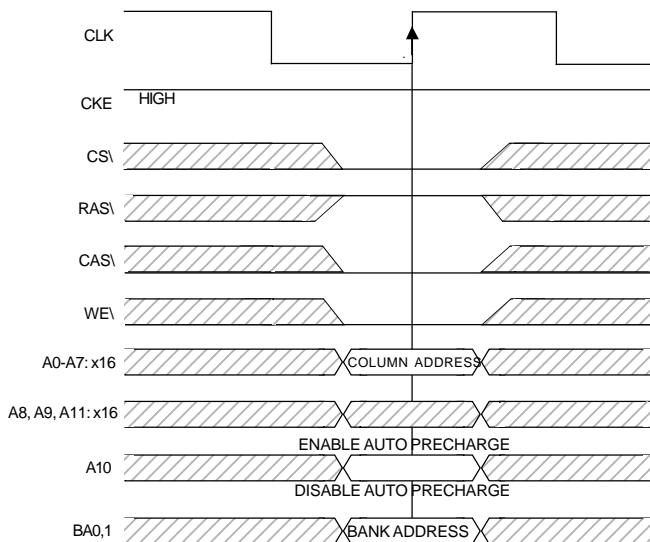 CLK
CKE HIGH
CS\
RAS\
CAS\
WE\
A0-A7: x16 COLUMN ADDRESS
A8, A9, A11: x16
ENABLE AUTO PRECHARGE
A10
DISABLE AUTO PRECHARGE
BA0,1 BANK ADDRESS